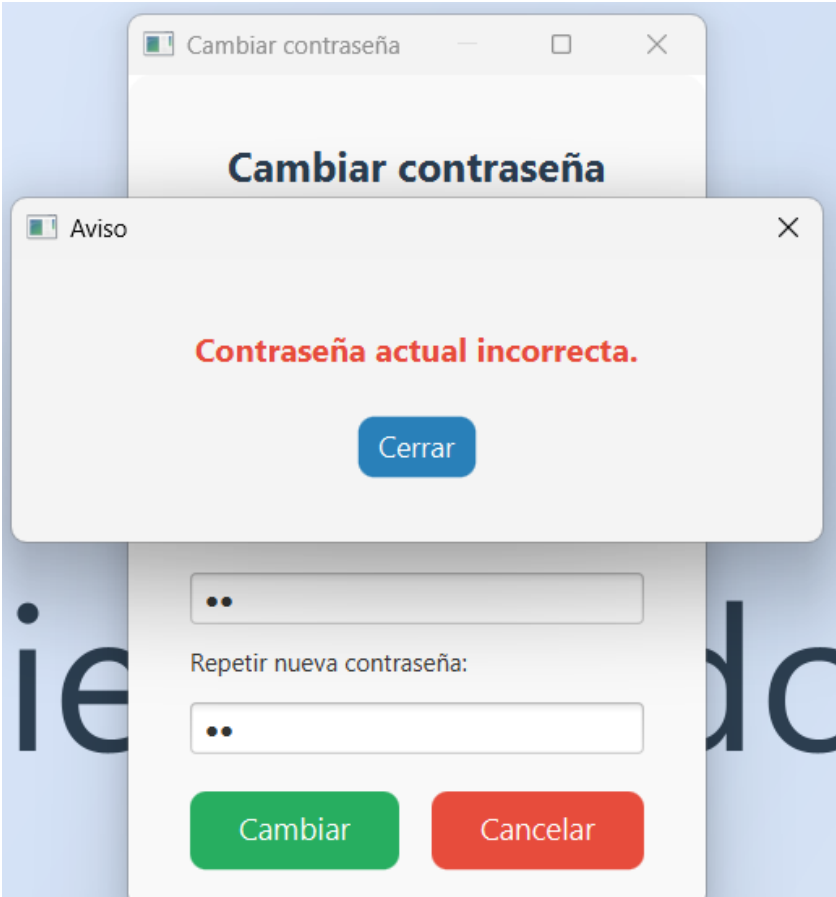 Cambiar contraseña
Cambiar contraseña
Aviso
Contraseña actual incorrecta.
Cerrar
Repetir nueva contraseña:
Cambiar
Cancelar